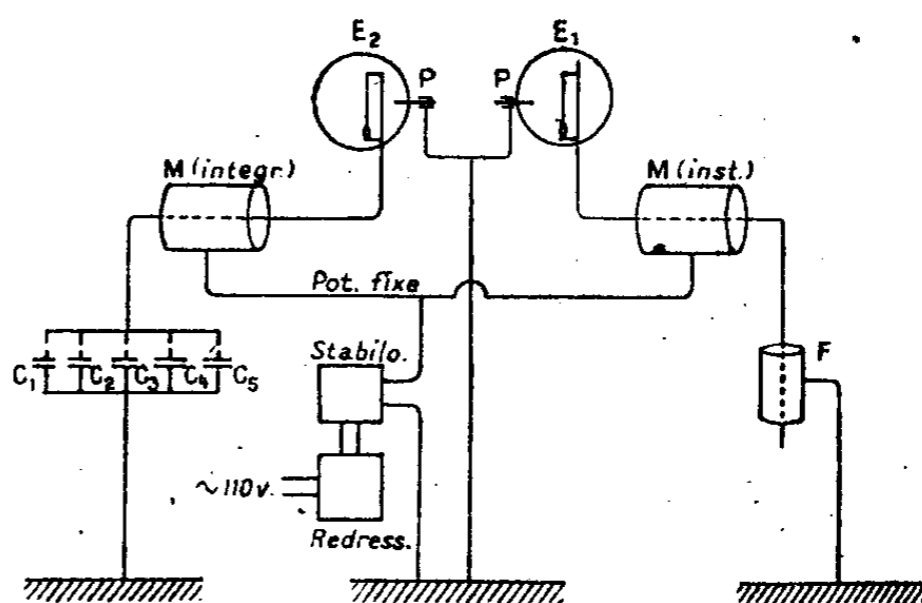 E₂
E₁
P
P
M (integr.)
M (inst.)
Pot. fixe
Stabilo.
F
C₁ C₂ C₃ C₄ C₅
~110v.
Redress.